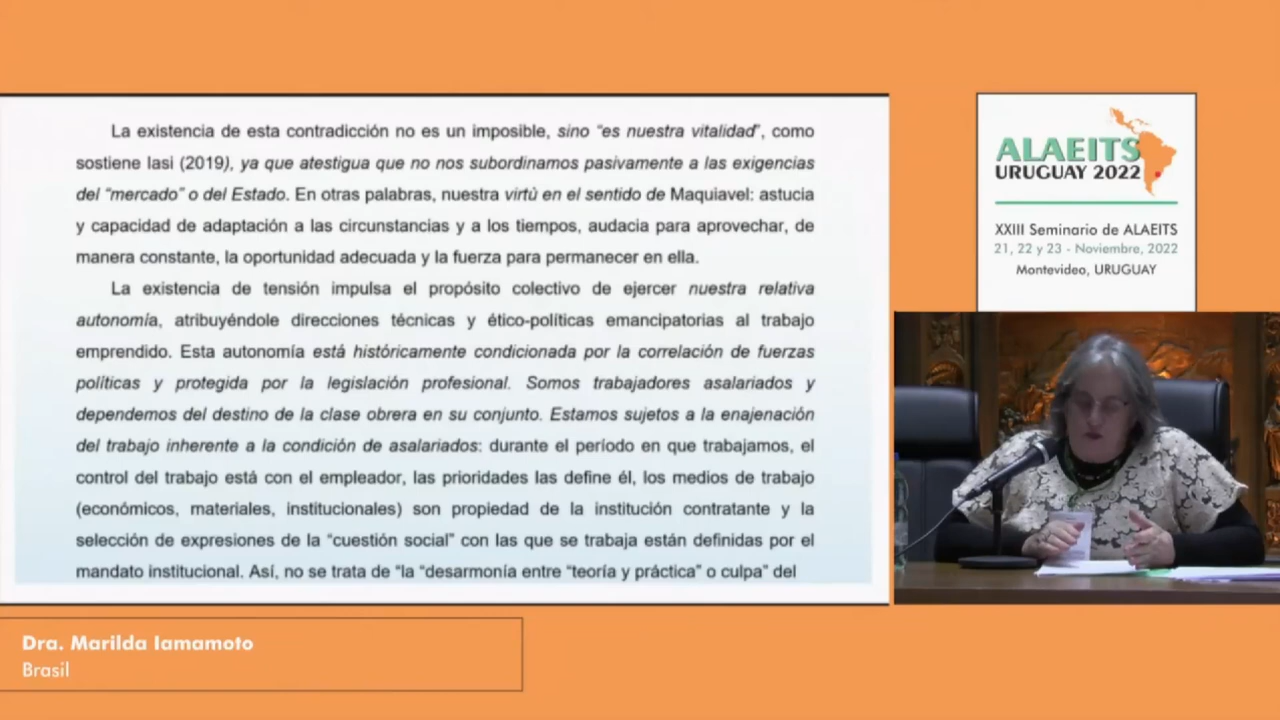 La existencia de esta contradicción no es un imposible, sino “es nuestra vitalidad”, como
sostiene Iasi (2019), ya que atestigua que no nos subordinamos pasivamente a las exigencias
del “mercado” o del Estado. En otras palabras, nuestra virtù en el sentido de Maquiavel: astucia
y capacidad de adaptación a las circunstancias y a los tiempos, audacia para aprovechar, de
manera constante, la oportunidad adecuada y la fuerza para permanecer en ella.
La existencia de tensión impulsa el propósito colectivo de ejercer nuestra relativa
autonomía, atribuyéndole direcciones técnicas y ético-políticas emancipatorias al trabajo
emprendido. Esta autonomía está históricamente condicionada por la correlación de fuerzas
políticas y protegida por la legislación profesional. Somos trabajadores asalariados y
dependemos del destino de la clase obrera en su conjunto. Estamos sujetos a la enajenación
del trabajo inherente a la condición de asalariados: durante el período en que trabajamos, el
control del trabajo está con el empleador, las prioridades las define él, los medios de trabajo
(económicos, materiales, institucionales) son propiedad de la institución contratante y la
selección de expresiones de la “cuestión social” con las que se trabaja están definidas por el
mandato institucional. Así, no se trata de “la “desarmonía entre “teoría y práctica” o culpa” del
ALAEITS
URUGUAY 2022
XXIII Seminario de ALAEITS
21, 22 y 23 - Noviembre, 2022
Montevideo, URUGUAY
Dra. Marilda Iamamoto
Brasil